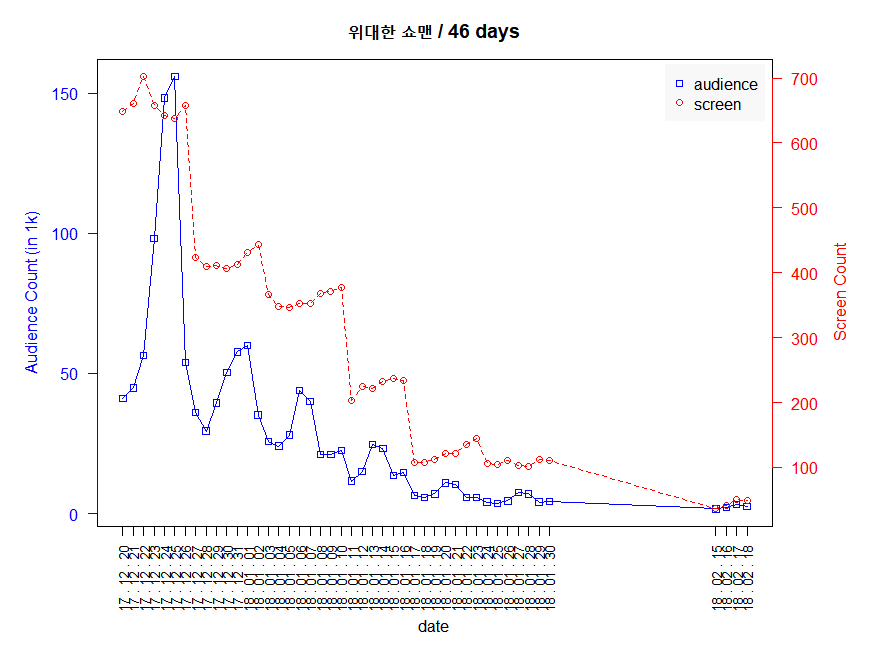 위대한 쇼맨 / 46 days
audience
screen
Audience Count (in 1k)
150
100
50
0
700
600
500
400
300
200
100
Screen Count
17 . 12 . 20
17 . 12 . 21
17 . 12 . 22
17 . 12 . 23
17 . 12 . 24
17 . 12 . 25
17 . 12 . 26
17 . 12 . 27
17 . 12 . 28
17 . 12 . 29
17 . 12 . 30
17 . 12 . 31
18 . 01 . 01
18 . 01 . 02
18 . 01 . 03
18 . 01 . 04
18 . 01 . 05
18 . 01 . 06
18 . 01 . 07
18 . 01 . 08
18 . 01 . 09
18 . 01 . 10
18 . 01 . 11
18 . 01 . 12
18 . 01 . 13
18 . 01 . 14
18 . 01 . 15
18 . 01 . 16
18 . 01 . 17
18 . 01 . 18
18 . 01 . 19
18 . 01 . 20
18 . 01 . 21
18 . 01 . 22
18 . 01 . 23
18 . 01 . 24
18 . 01 . 25
18 . 01 . 26
18 . 01 . 27
18 . 01 . 28
18 . 01 . 29
18 . 01 . 30
18 . 02 . 15
18 . 02 . 16
18 . 02 . 17
18 . 02 . 18
date